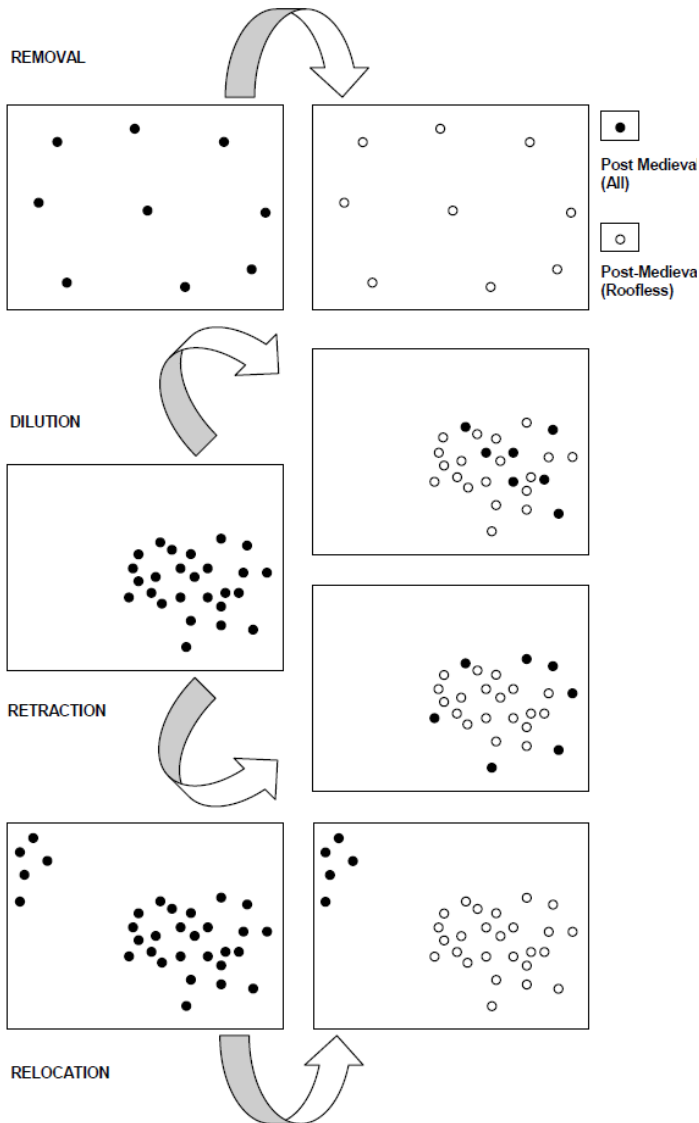 REMOVAL
Post Medieval
(All)
Post-Medieval
(Roofless)
DILUTION
RETRACTION
RELOCATION